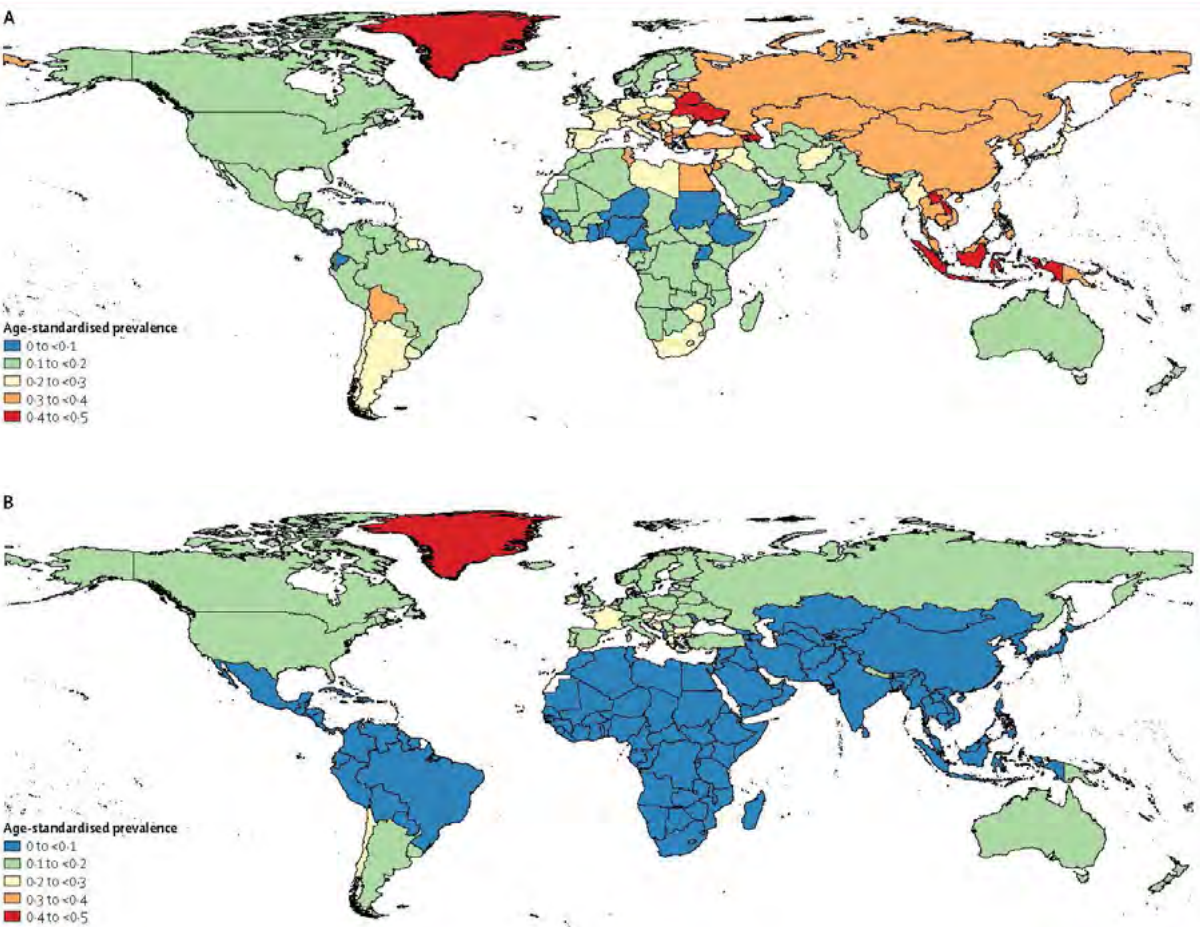 A
Age-standardised prevalence
0 to <0·1
0·1 to <0·2
0·2 to <0·3
0·3 to <0·4
0·4 to <0·5
B
Age-standardised prevalence
0 to <0·1
0·1 to <0·2
0·2 to <0·3
0·3 to <0·4
0·4 to <0·5